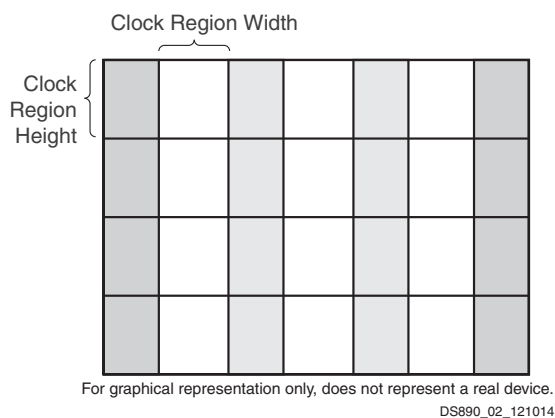 Clock Region Width
Clock
Region
Height
For graphical representation only, does not represent a real device.
DS890_02_121014